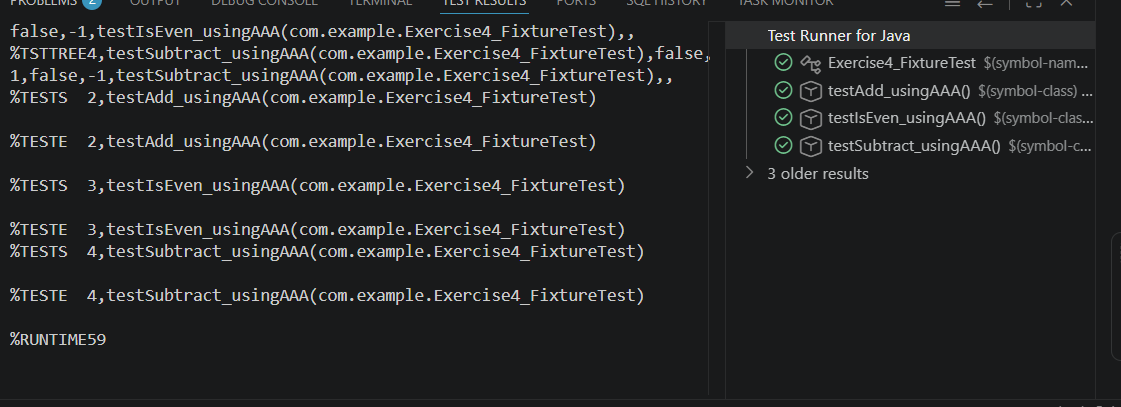 PROBLEMS 2 OUTPUT DEBUG CONSOLE TERMINAL TEST RESULTS PORTS SQL HISTORY TASK MONITOR
false,-1,testIsEven_usingAAA(com.example.Exercise4_FixtureTest),,
%TSTTREE4,testSubtract_usingAAA(com.example.Exercise4_FixtureTest),false,
1,false,-1,testSubtract_usingAAA(com.example.Exercise4_FixtureTest),,
%TESTS 2,testAdd_usingAAA(com.example.Exercise4_FixtureTest)
%TESTE 2,testAdd_usingAAA(com.example.Exercise4_FixtureTest)
%TESTS 3,testIsEven_usingAAA(com.example.Exercise4_FixtureTest)
%TESTE 3,testIsEven_usingAAA(com.example.Exercise4_FixtureTest)
%TESTS 4,testSubtract_usingAAA(com.example.Exercise4_FixtureTest)
%TESTE 4,testSubtract_usingAAA(com.example.Exercise4_FixtureTest)
%RUNTIME59
Test Runner for Java
Exercise4_FixtureTest $(symbol-nam...
testAdd_usingAAA() $(symbol-class) ...
testIsEven_usingAAA() $(symbol-clas...
testSubtract_usingAAA() $(symbol-c...
3 older results